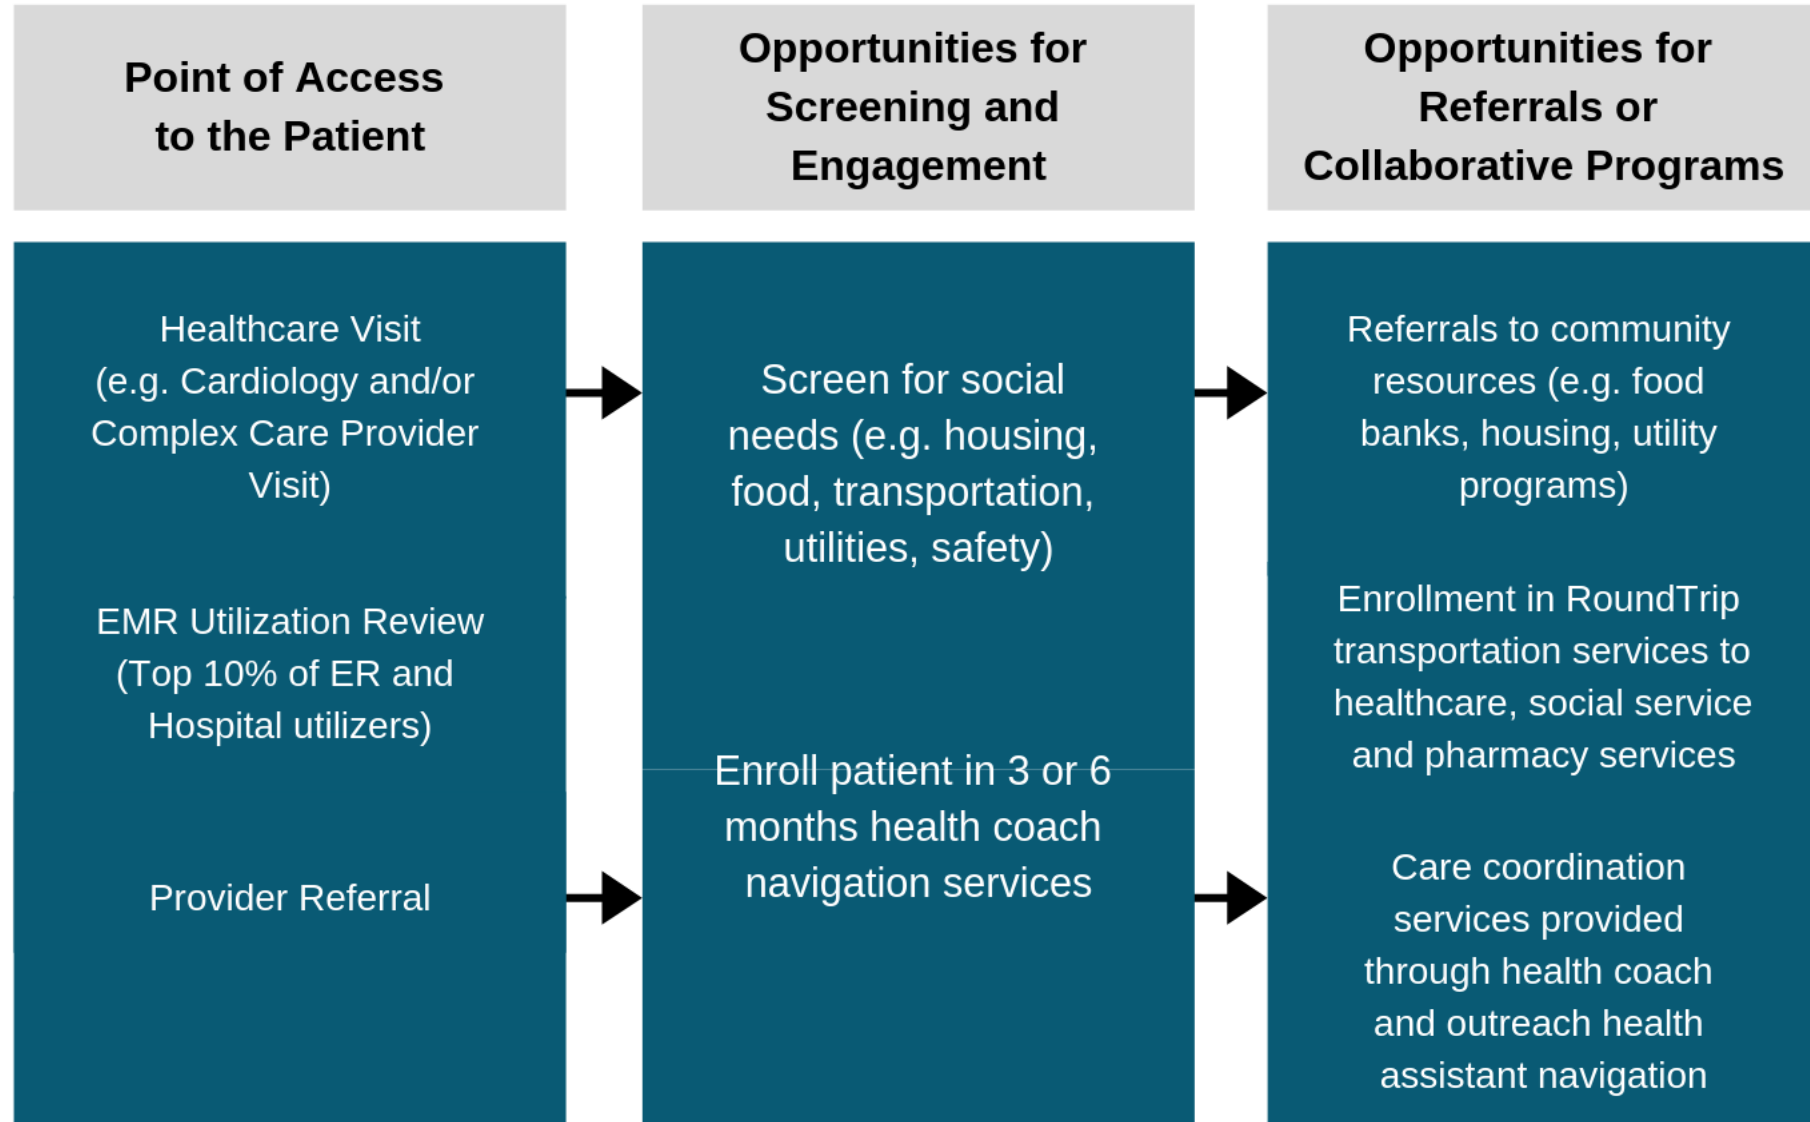 Point of Access
to the Patient
Opportunities for
Screening and
Engagement
Opportunities for
Referrals or
Collaborative Programs
Healthcare Visit
(e.g. Cardiology and/or
Complex Care Provider
Visit)
EMR Utilization Review
(Top 10% of ER and
Hospital utilizers)
Provider Referral
Screen for social
needs (e.g. housing,
food, transportation,
utilities, safety)
Enroll patient in 3 or 6
months health coach
navigation services
Referrals to community
resources (e.g. food
banks, housing, utility
programs)
Enrollment in RoundTrip
transportation services to
healthcare, social service
and pharmacy services
Care coordination
services provided
through health coach
and outreach health
assistant navigation